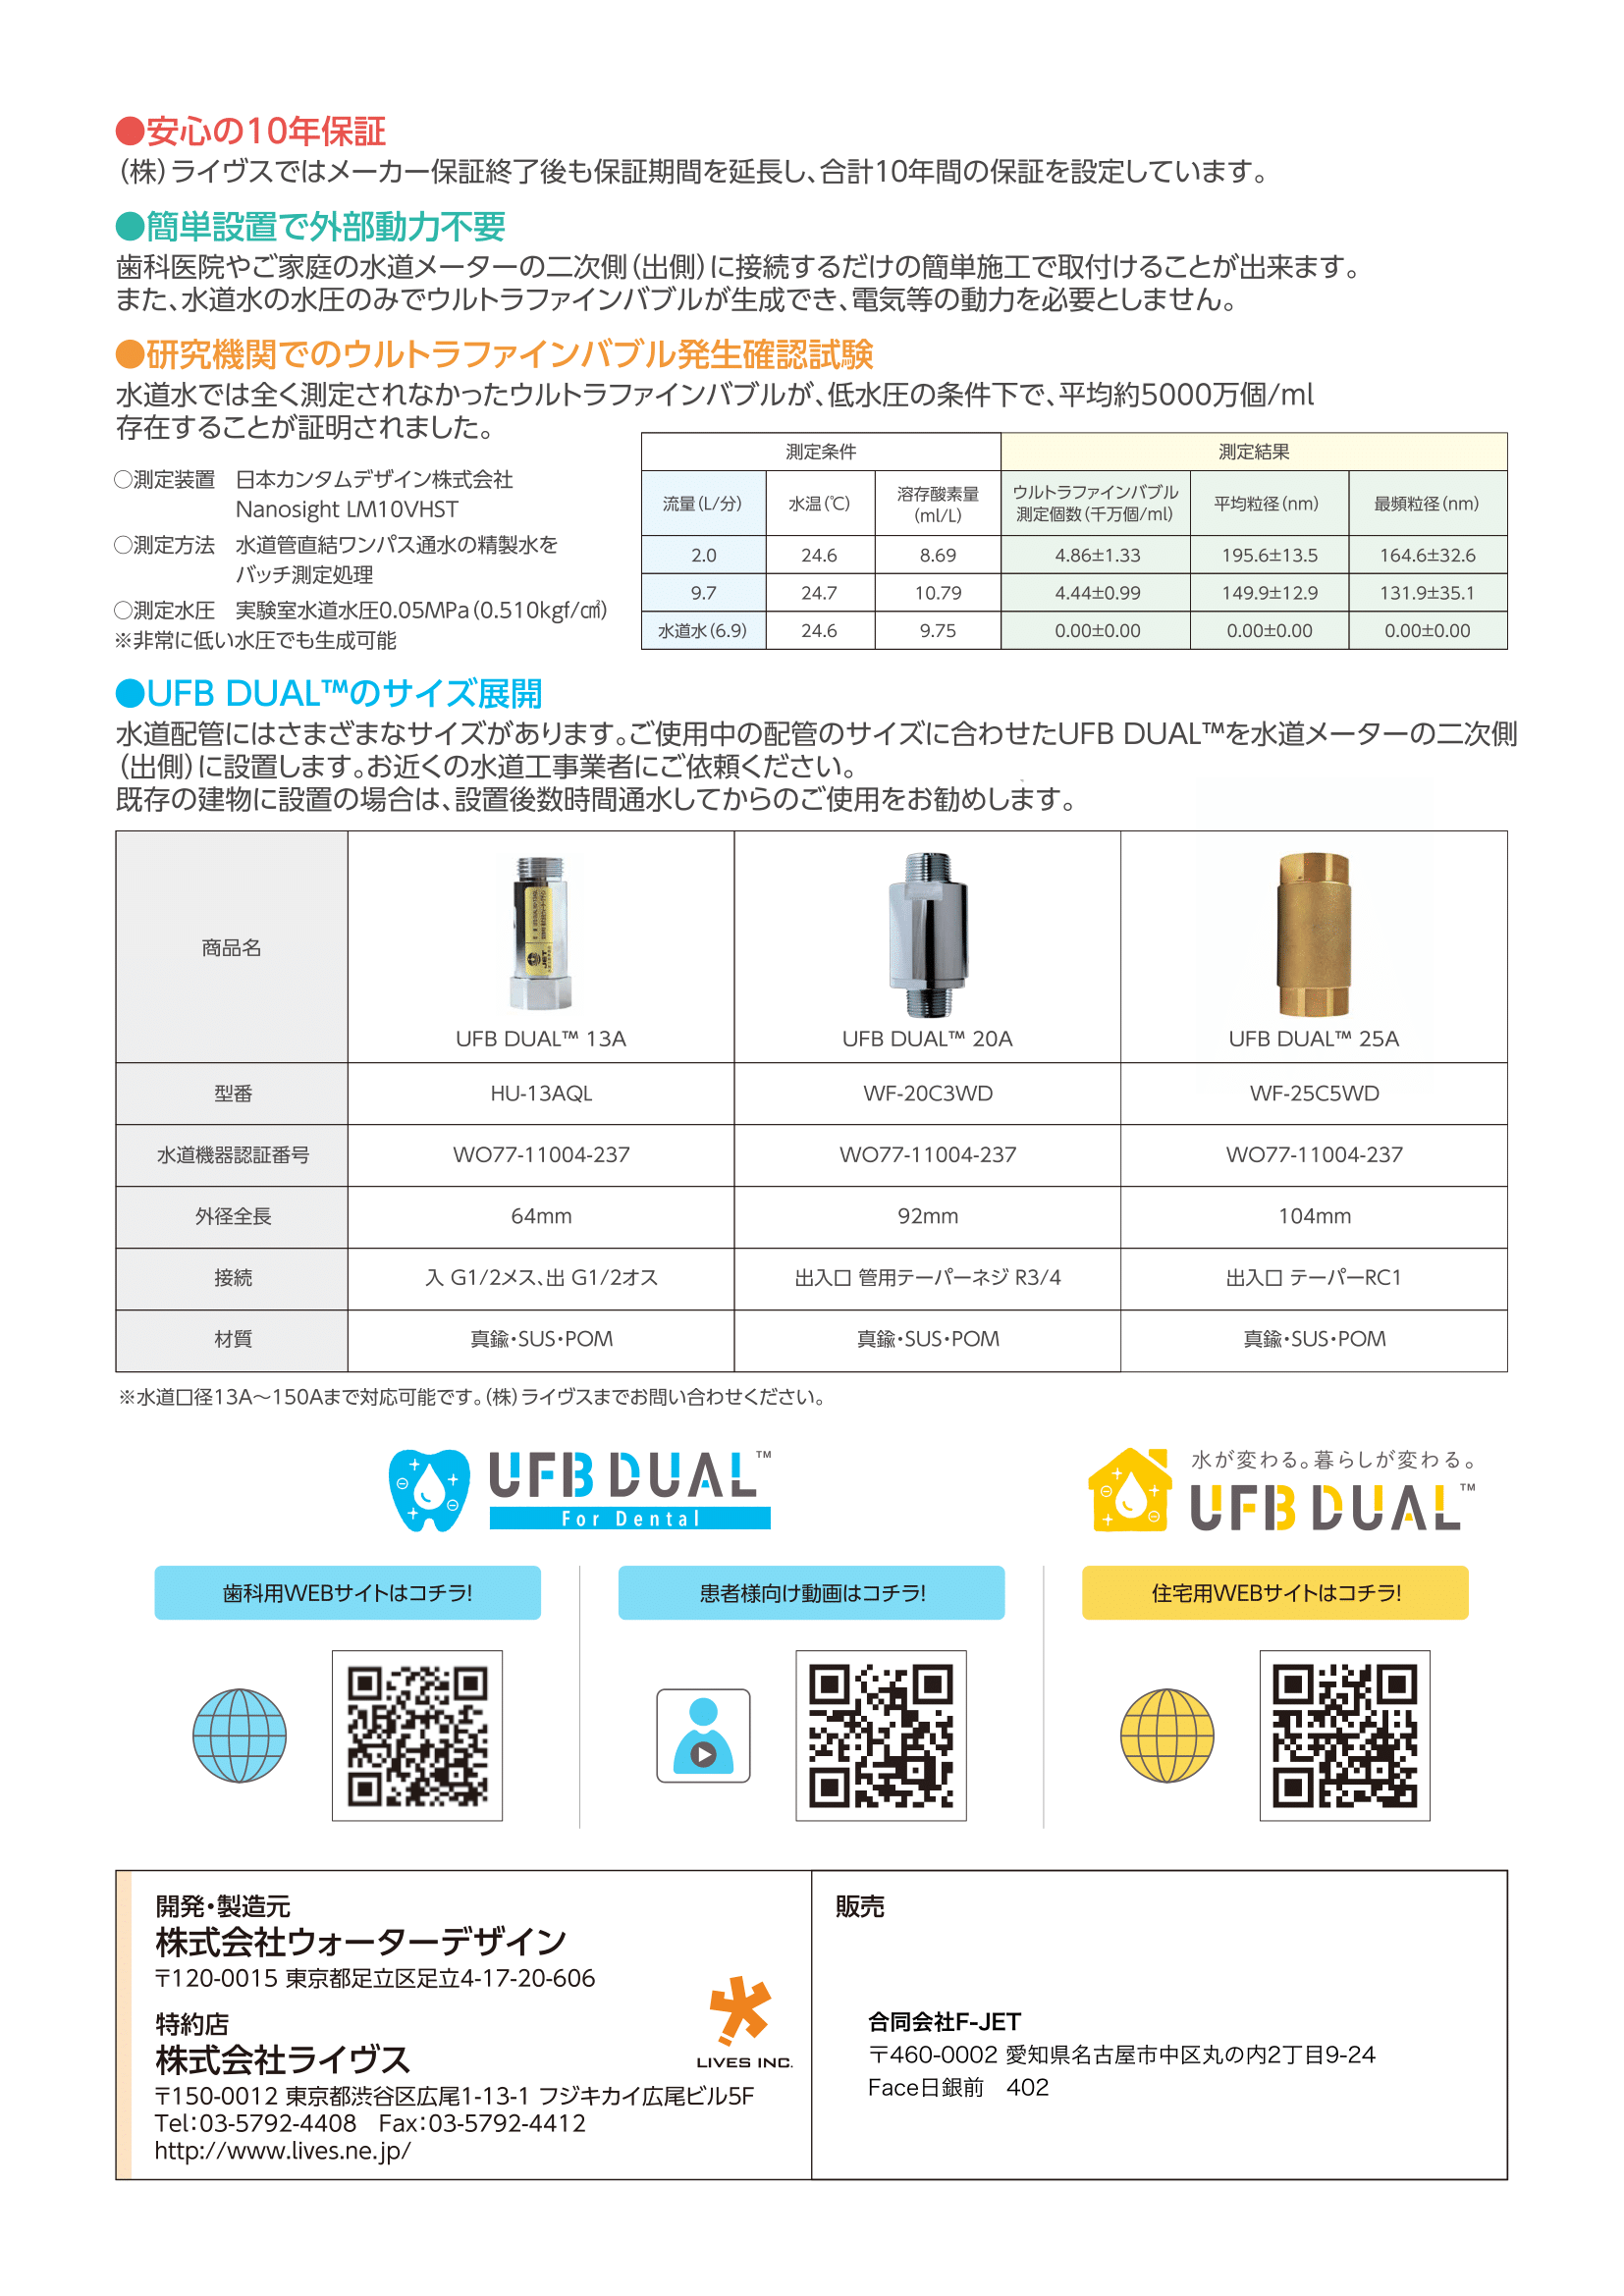 ●安心の10年保証
(株)ライヴスではメーカー保証終了後も保証期間を延長し、合計10年間の保証を設定しています。
●簡単設置で外部動力不要
歯科医院やご家庭の水道メーターの二次側(出側)に接続するだけの簡単施工で取付けることが出来ます。
また、水道水の水圧のみでウルトラファインバブルが生成でき、電気等の動力を必要としません。
●研究機関でのウルトラファインバブル発生確認試験
水道水では全く測定されなかったウルトラファインバブルが、低水圧の条件下で、平均約5000万個/ml
存在することが証明されました。
○測定装置 日本カンタムデザイン株式会社
Nanosight LM10VHST
○測定方法 水道管直結ワンパス通水の精製水を
バッチ測定処理
○測定水圧 実験室水道水圧0.05MPa(0.510kgf/㎠)
※非常に低い水圧でも生成可能
測定条件 測定結果
流量(L/分) 水温(℃) 溶存酸素量(ml/L) ウルトラファインバブル測定個数(千万個/ml) 平均粒径(nm) 最頻粒径(nm)
2.0 24.6 8.69 4.86±1.33 195.6±13.5 164.6±32.6
9.7 24.7 10.79 4.44±0.99 149.9±12.9 131.9±35.1
水道水(6.9) 24.6 9.75 0.00±0.00 0.00±0.00 0.00±0.00
●UFB DUAL™のサイズ展開
水道配管にはさまざまなサイズがあります。ご使用中の配管のサイズに合わせたUFB DUAL™を水道メーターの二次側
(出側)に設置します。お近くの水道工事業者にご依頼ください。
既存の建物に設置の場合は、設置後数時間通水してからのご使用をお勧めします。
商品名 UFB DUAL™ 13A UFB DUAL™ 20A UFB DUAL™ 25A
型番 HU-13AQL WF-20C3WD WF-25C5WD
水道機器認証番号 WO77-11004-237 WO77-11004-237 WO77-11004-237
外径全長 64mm 92mm 104mm
接続 入 G1/2メス、出 G1/2オス 出入口 管用テーパーネジ R3/4 出入口 テーパーRC1
材質 真鍮・SUS・POM 真鍮・SUS・POM 真鍮・SUS・POM
※水道口径13A～150Aまで対応可能です。(株)ライヴスまでお問い合わせください。
UFB DUAL™
For Dental
水が変わる。暮らしが変わる。
UFB DUAL™
歯科用WEBサイトはコチラ!
患者様向け動画はコチラ!
住宅用WEBサイトはコチラ!
開発・製造元
株式会社ウォーターデザイン
〒120-0015 東京都足立区足立4-17-20-606
特約店
株式会社ライヴス
〒150-0012 東京都渋谷区広尾1-13-1 フジキカイ広尾ビル5F
Tel:03-5792-4408 Fax:03-5792-4412
http://www.lives.ne.jp/
LIVES INC.
販売
合同会社F-JET
〒460-0002 愛知県名古屋市中区丸の内2丁目9-24
Face日銀前 402